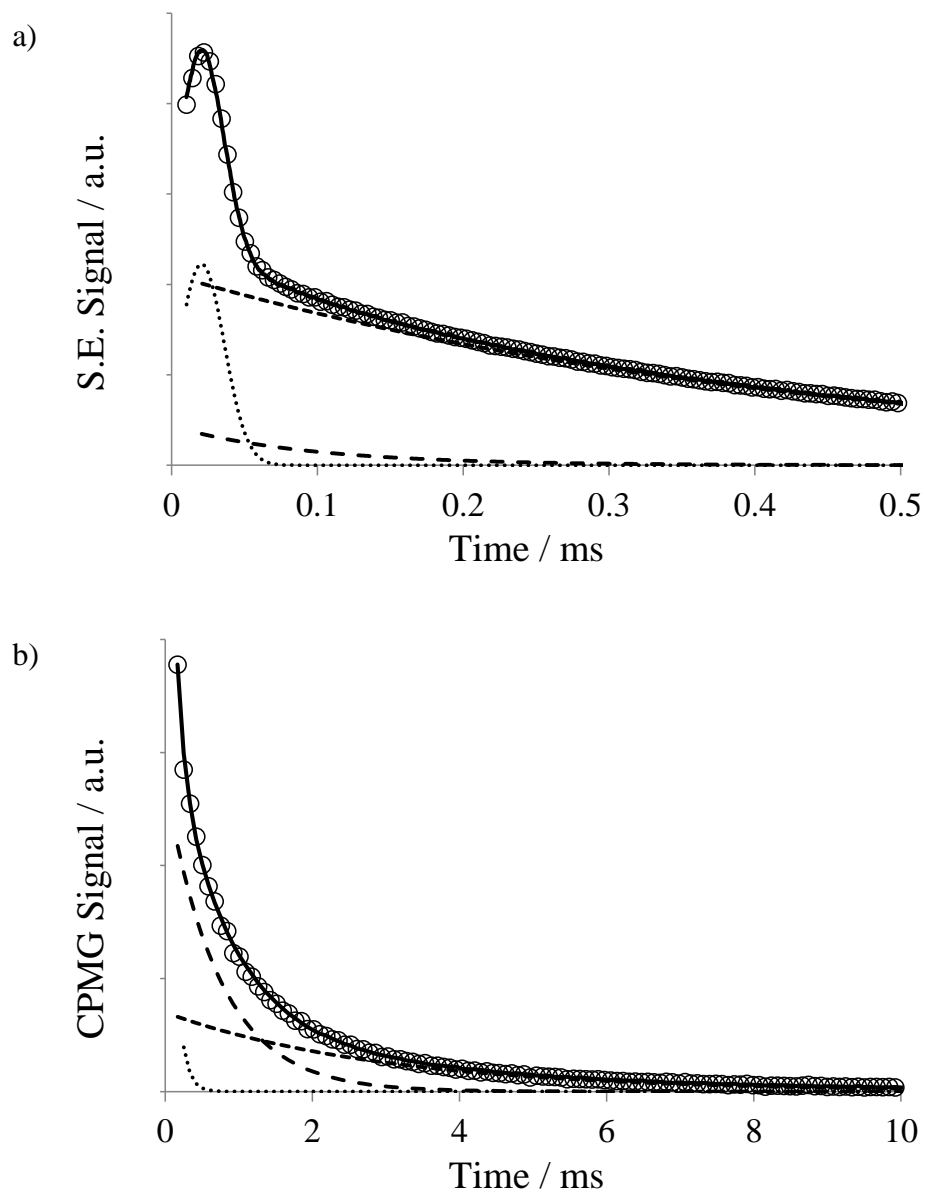 a)
S.E. Signal / a.u.
0 0.1 0.2 0.3 0.4 0.5
Time / ms
b)
CPMG Signal / a.u.
0 2 4 6 8 10
Time / ms